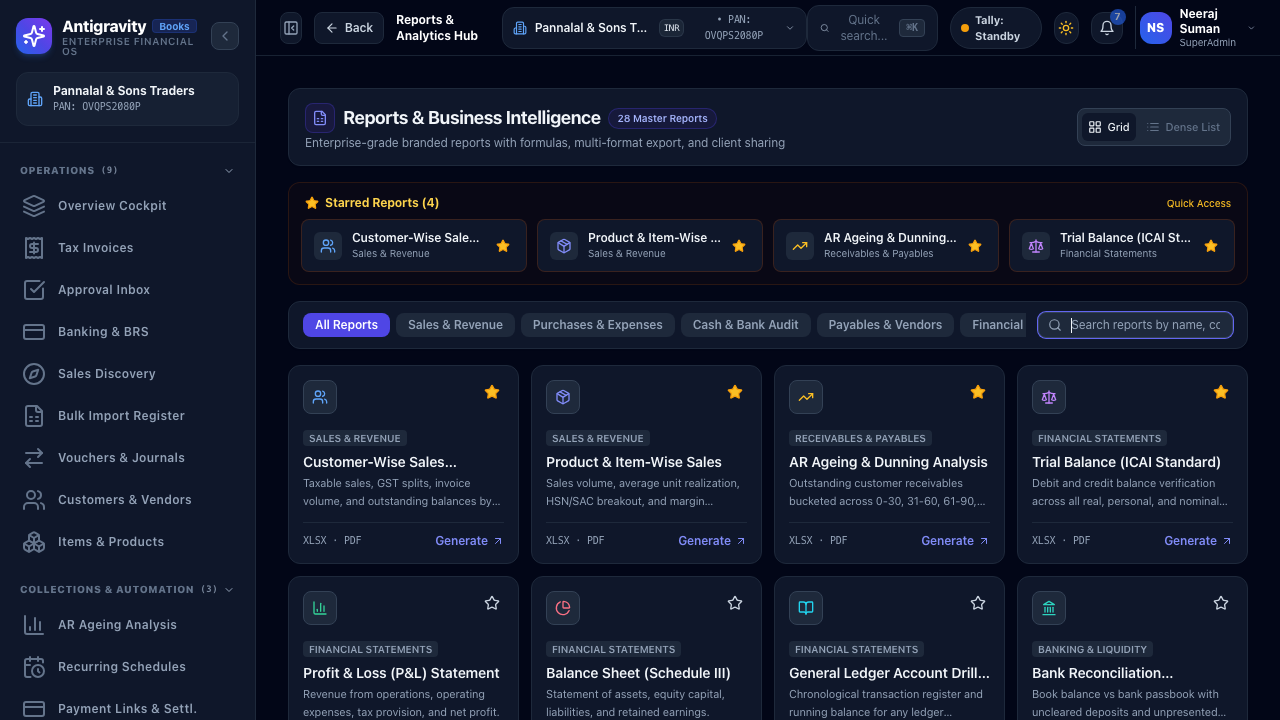 Antigravity Books
ENTERPRISE FINANCIAL OS
Pannalal & Sons Traders
PAN: OVQPS2080P
OPERATIONS (9)
Overview Cockpit
Tax Invoices
Approval Inbox
Banking & BRS
Sales Discovery
Bulk Import Register
Vouchers & Journals
Customers & Vendors
Items & Products
COLLECTIONS & AUTOMATION (3)
AR Ageing Analysis
Recurring Schedules
Payment Links & Settl.
Back
Reports & Analytics Hub
Pannalal & Sons T... INR • PAN: OVQPS2080P
Quick search... ⌘K
Tally: Standby
7
NS
Neeraj Suman
SuperAdmin
Reports & Business Intelligence 28 Master Reports
Enterprise-grade branded reports with formulas, multi-format export, and client sharing
Grid Dense List
Starred Reports (4) Quick Access
Customer-Wise Sale...
Sales & Revenue
Product & Item-Wise ...
Sales & Revenue
AR Ageing & Dunning...
Receivables & Payables
Trial Balance (ICAI St...
Financial Statements
All Reports Sales & Revenue Purchases & Expenses Cash & Bank Audit Payables & Vendors Financial
Search reports by name, cc
SALES & REVENUE
Customer-Wise Sales...
Taxable sales, GST splits, invoice
volume, and outstanding balances by...
XLSX · PDF Generate
SALES & REVENUE
Product & Item-Wise Sales
Sales volume, average unit realization,
HSN/SAC breakout, and margin...
XLSX · PDF Generate
RECEIVABLES & PAYABLES
AR Ageing & Dunning Analysis
Outstanding customer receivables
bucketed across 0-30, 31-60, 61-90,...
XLSX · PDF Generate
FINANCIAL STATEMENTS
Trial Balance (ICAI Standard)
Debit and credit balance verification
across all real, personal, and nominal...
XLSX · PDF Generate
FINANCIAL STATEMENTS
Profit & Loss (P&L) Statement
Revenue from operations, operating
expenses, tax provision, and net profit.
FINANCIAL STATEMENTS
Balance Sheet (Schedule III)
Statement of assets, equity capital,
liabilities, and retained earnings.
FINANCIAL STATEMENTS
General Ledger Account Drill...
Chronological transaction register and
running balance for any ledger...
BANKING & LIQUIDITY
Bank Reconciliation...
Book balance vs bank passbook with
uncleared deposits and unpresented...